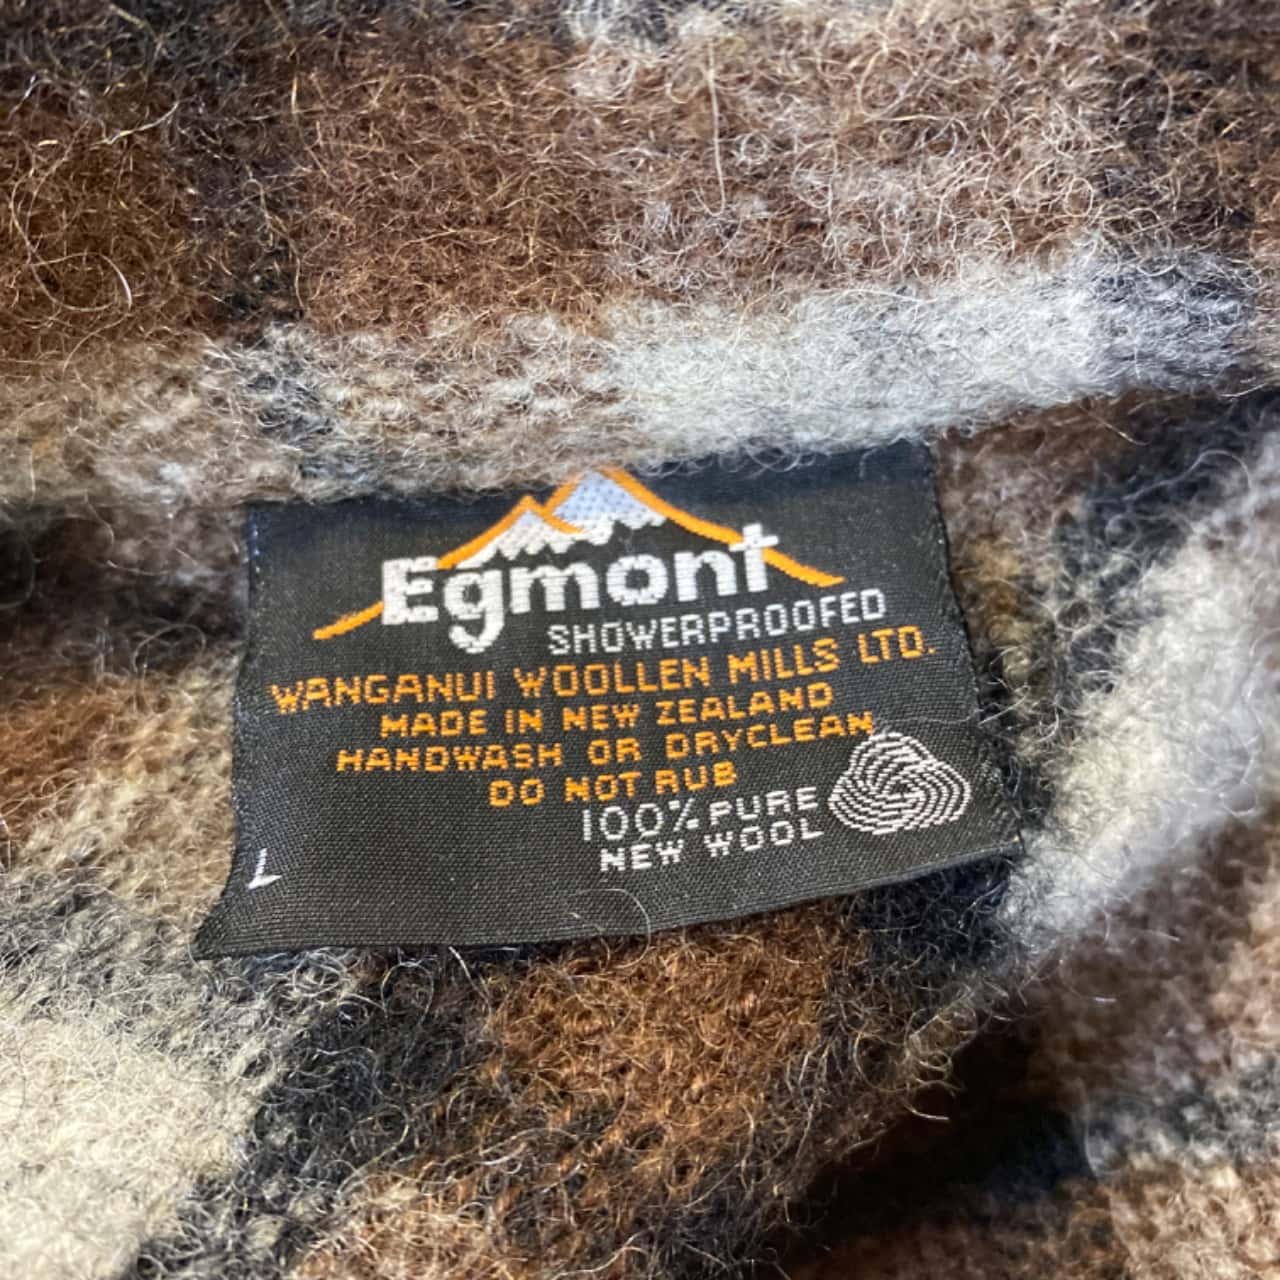 Egmont
SHOWERPROOFED
WANGANUI WOOLLEN MILLS LTD.
MADE IN NEW ZEALAND
HANDWASH OR DRYCLEAN
DO NOT RUB
100% PURE
NEW WOOL
L